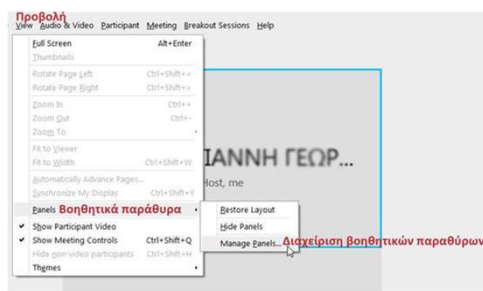 Προβολή
View Audio & Video Participant Meeting Breakout Sessions Help
Full Screen Alt+Enter
Thumbnails
Rotate Page Left Ctrl+Shift+<
Rotate Page Right Ctrl+Shift+>
Zoom In Ctrl++
Zoom Out Ctrl+-
Zoom To
Fit to Viewer
Fit to Width Ctrl+Shift+W
ΙΑΝΝΗ ΓΕΩΡ...
Automatically Advance Pages...
Host, me
Synchronize My Display Ctrl+Shift+Y
Panels Βοηθητικά παράθυρα
Restore Layout
Show Participant Video
Hide Panels
Show Meeting Controls Ctrl+Shift+Q
Manage Panels... Διαχείριση βοηθητικών παραθύρων
Hide non-video participants Ctrl+Shift+H
Themes